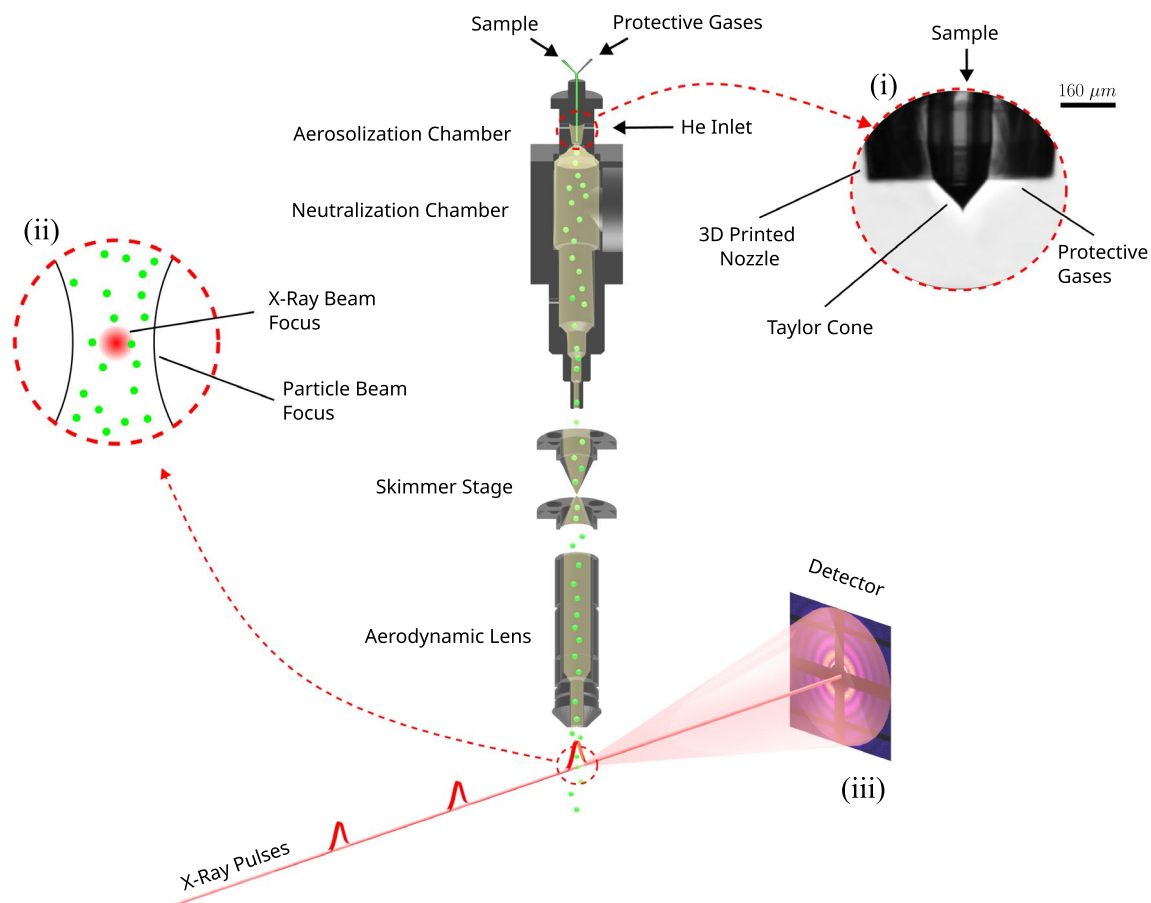 Sample
Protective Gases
Sample
(i)
160 μm
Aerosolization Chamber
He Inlet
Neutralization Chamber
3D Printed
Nozzle
Protective
Gases
Taylor Cone
(ii)
X-Ray Beam
Focus
Particle Beam
Focus
Skimmer Stage
Aerodynamic Lens
Detector
(iii)
X-Ray Pulses